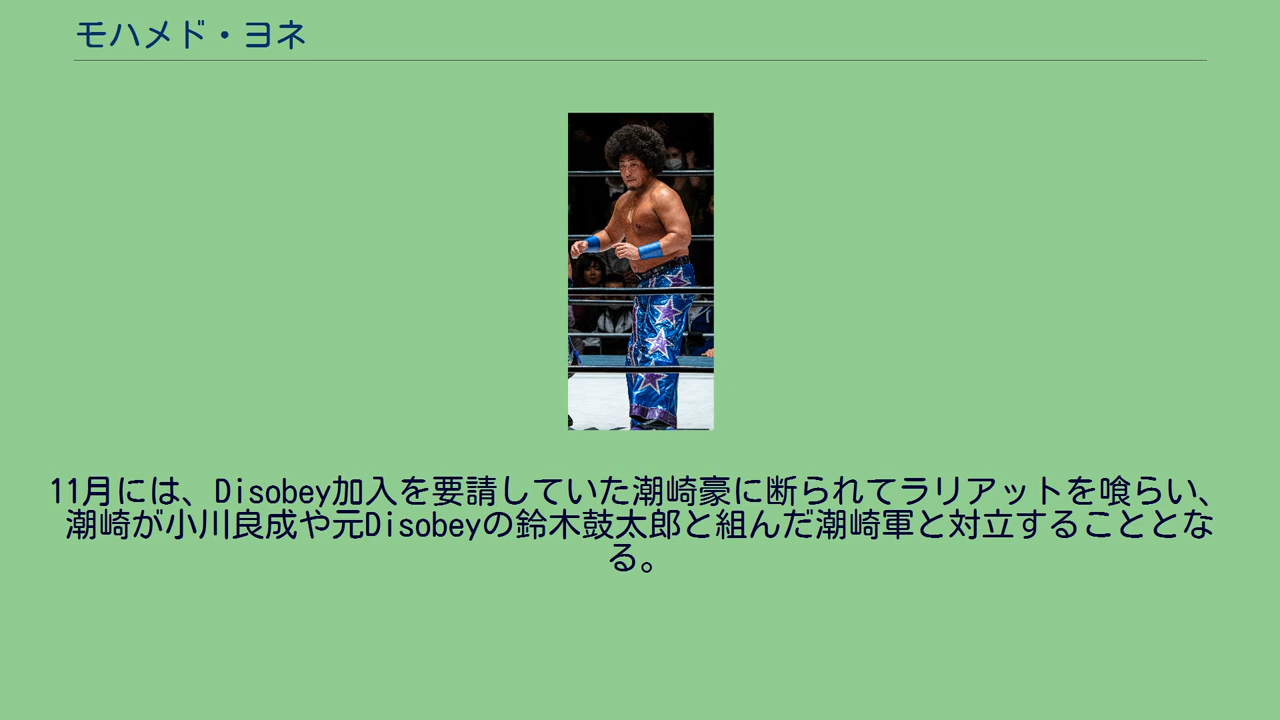 モハメド・ヨネ
11月には、Disobey加入を要請していた潮崎豪に断られてラリアットを喰らい、
潮崎が小川良成や元Disobeyの鈴木鼓太郎と組んだ潮崎軍と対立することとな
る。